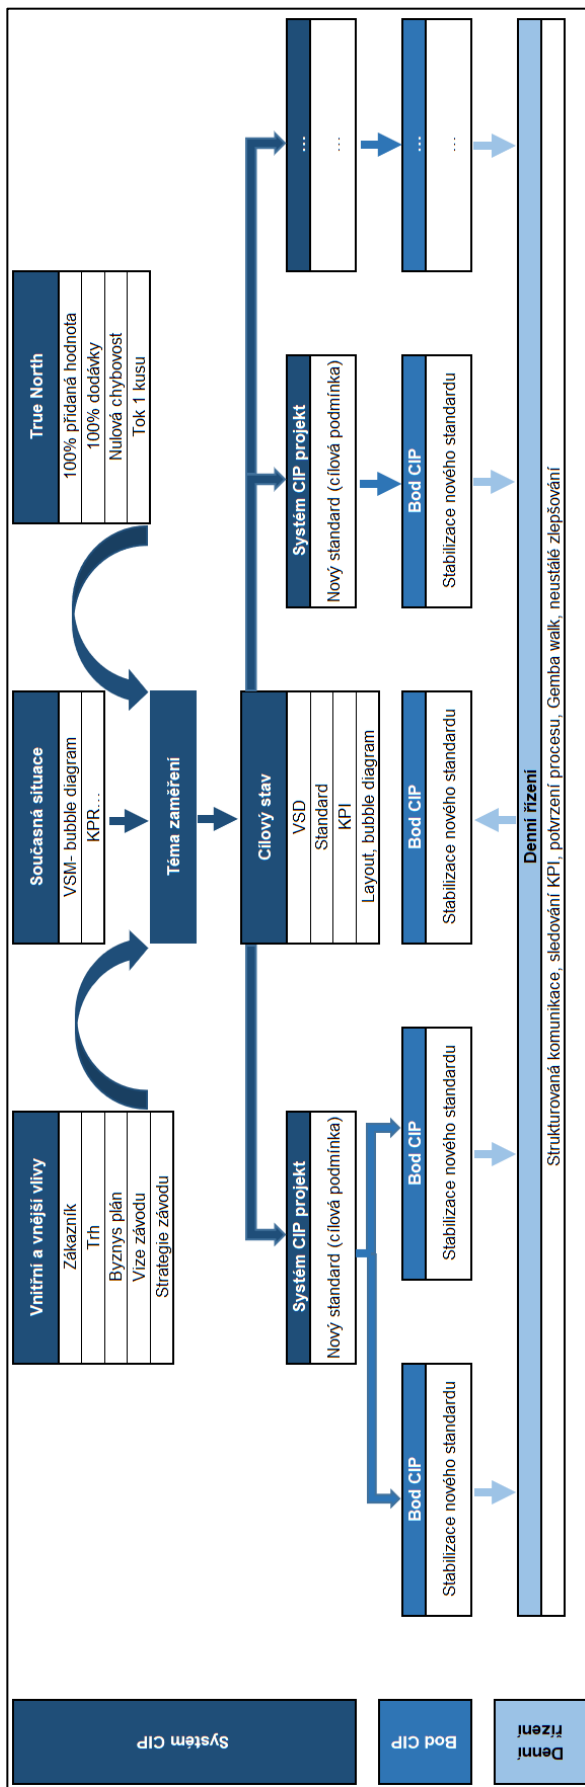 Vnitřní a vnější vlivy
Zákazník
Trh
Byznys plán
Vize závodu
Strategie závodu
Současná situace
VSM- bubble diagram
KPR…
True North
100% přidaná hodnota
100% dodávky
Nulová chybovost
Tok 1 kusu
Téma zaměření
Cílový stav
VSD
Standard
KPI
Layout, bubble diagram
Systém CIP projekt
Nový standard (cílová podmínka)
Systém CIP projekt
Nový standard (cílová podmínka)
…
…
Bod CIP
Stabilizace nového standardu
Bod CIP
Stabilizace nového standardu
Bod CIP
Stabilizace nového standardu
Bod CIP
Stabilizace nového standardu
…
…
Denní řízení
Strukturovaná komunikace, sledování KPI, potvrzení procesu, Gemba walk, neustálé zlepšování
Systém CIP
Bod CIP
Denní
řízení